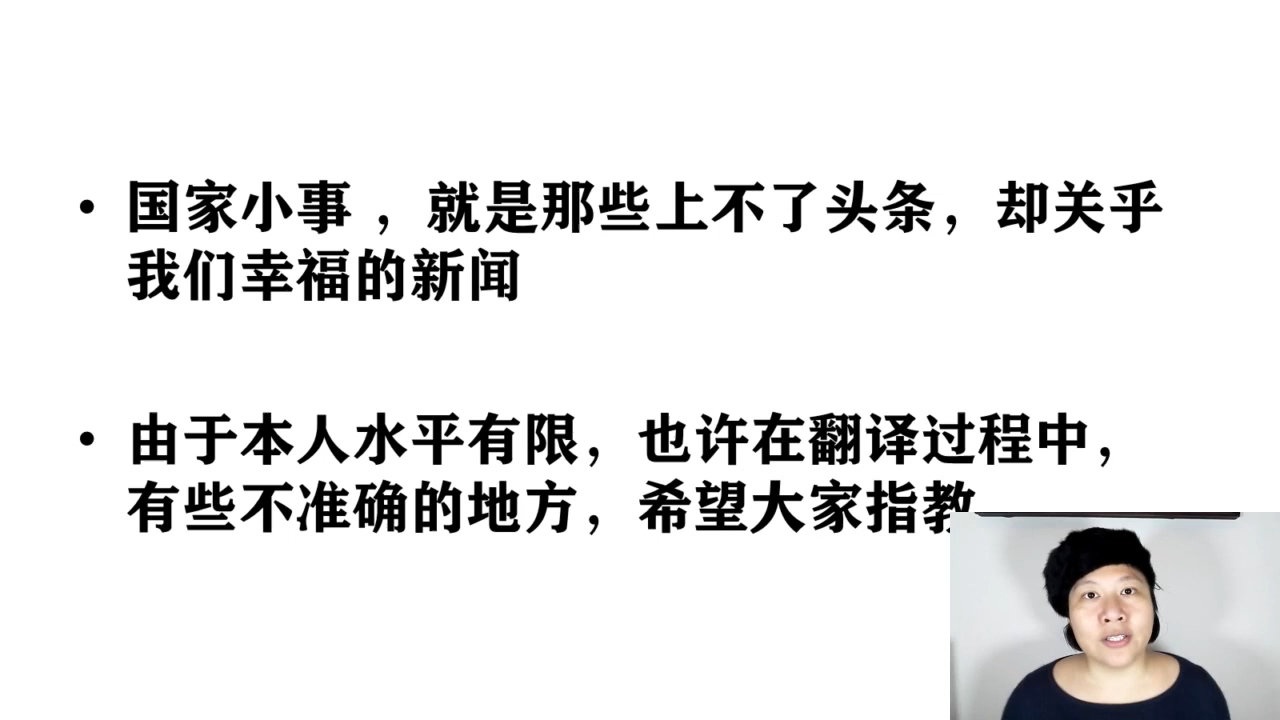 • 国家小事 ，就是那些上不了头条，却关乎
我们幸福的新闻
• 由于本人水平有限，也许在翻译过程中，
有些不准确的地方，希望大家指教